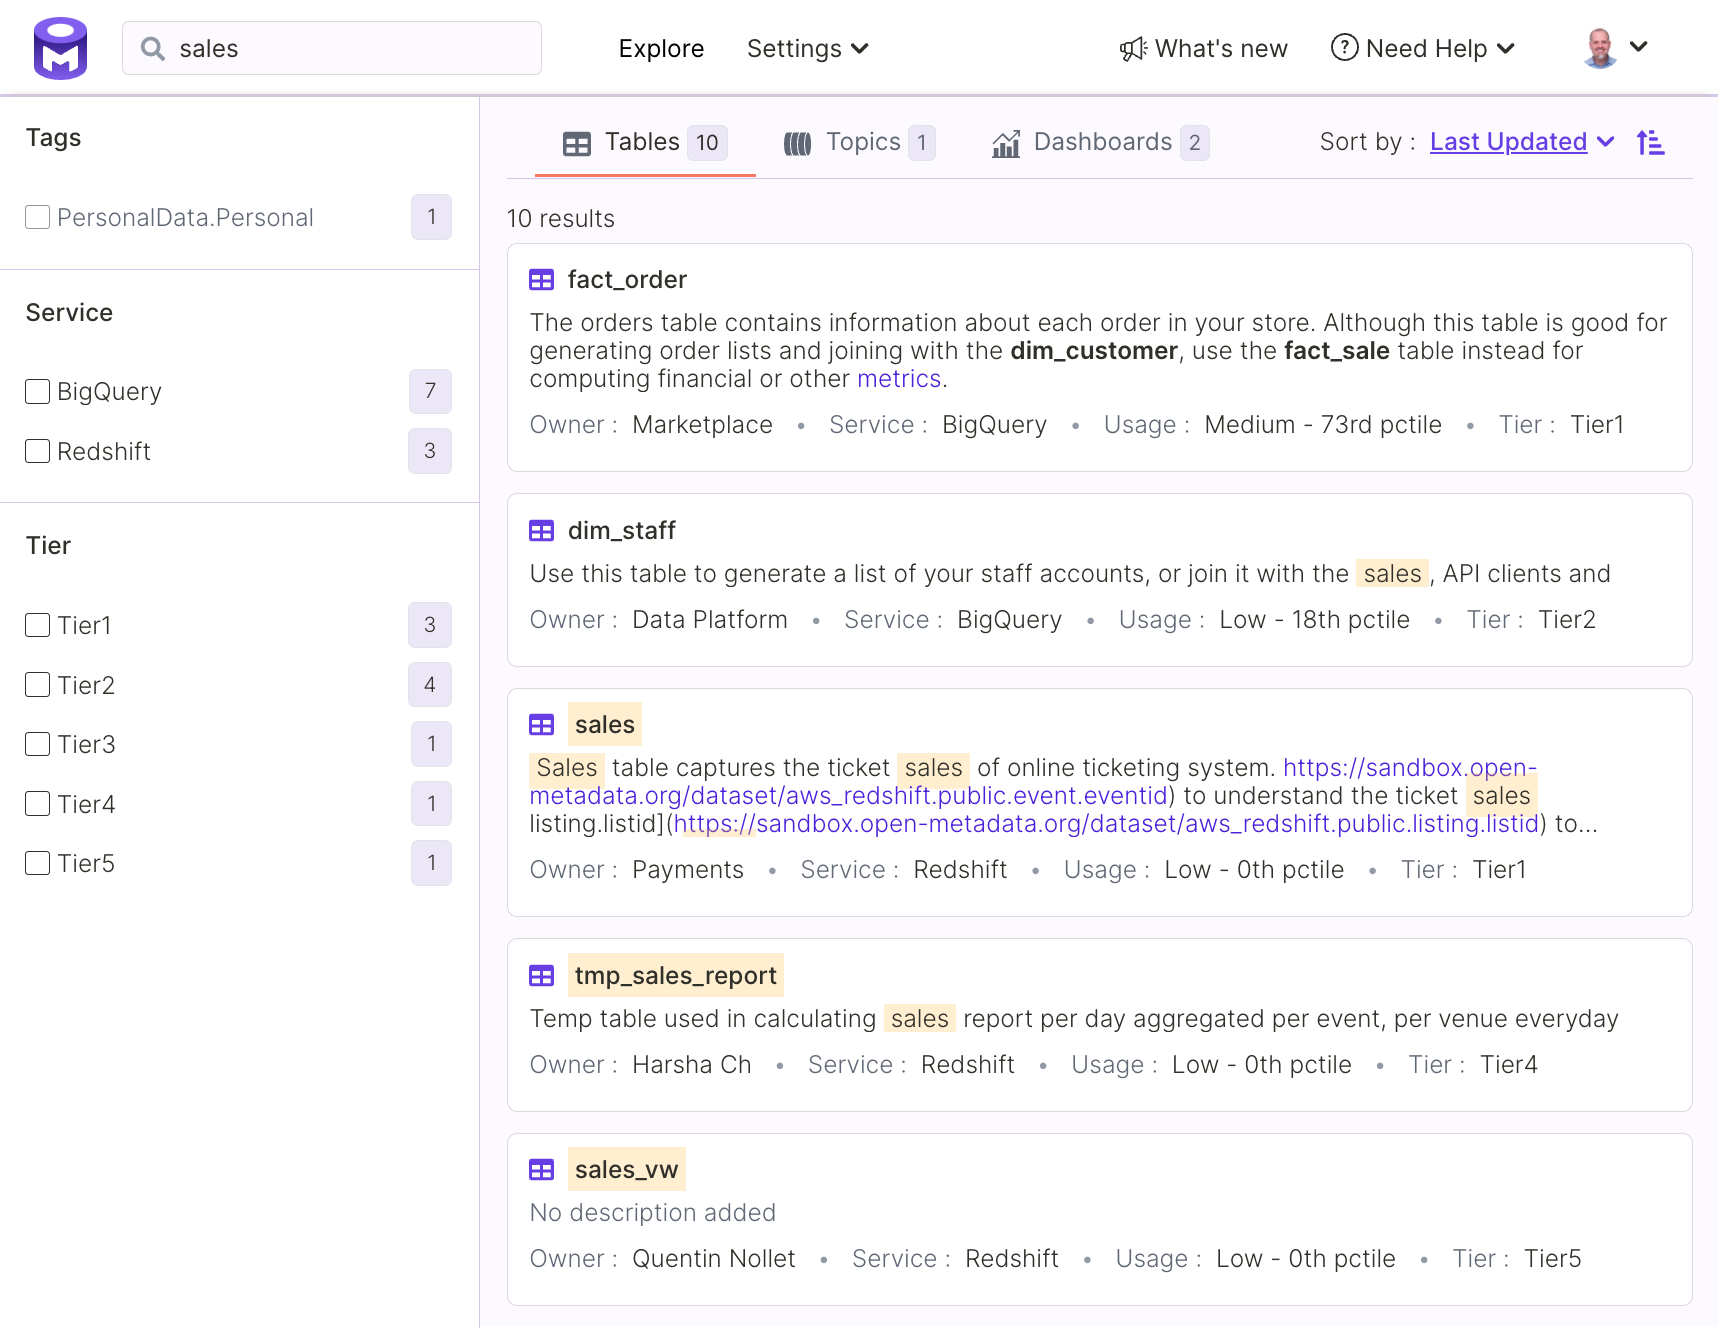 sales
Explore
Settings
What's new
Need Help
Tags
PersonalData.Personal 1
Service
BigQuery 7
Redshift 3
Tier
Tier1 3
Tier2 4
Tier3 1
Tier4 1
Tier5 1
Tables 10
Topics 1
Dashboards 2
Sort by : Last Updated
10 results
fact_order
The orders table contains information about each order in your store. Although this table is good for
generating order lists and joining with the dim_customer, use the fact_sale table instead for
computing financial or other metrics.
Owner : Marketplace • Service : BigQuery • Usage : Medium - 73rd pctile • Tier : Tier1
dim_staff
Use this table to generate a list of your staff accounts, or join it with the sales , API clients and
Owner : Data Platform • Service : BigQuery • Usage : Low - 18th pctile • Tier : Tier2
sales
Sales table captures the ticket sales of online ticketing system. https://sandbox.open-
metadata.org/dataset/aws_redshift.public.event.eventid) to understand the ticket sales
listing.listid](https://sandbox.open-metadata.org/dataset/aws_redshift.public.listing.listid) to...
Owner : Payments • Service : Redshift • Usage : Low - 0th pctile • Tier : Tier1
tmp_sales_report
Temp table used in calculating sales report per day aggregated per event, per venue everyday
Owner : Harsha Ch • Service : Redshift • Usage : Low - 0th pctile • Tier : Tier4
sales_vw
No description added
Owner : Quentin Nollet • Service : Redshift • Usage : Low - 0th pctile • Tier : Tier5